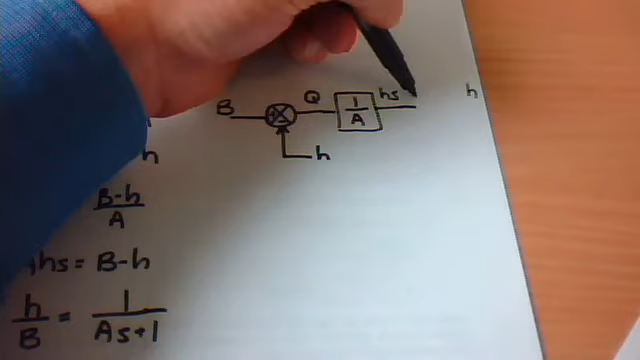 B Q 1/A hs h
h
h
B-h/A
hs = B-h
h/B = 1/As+1